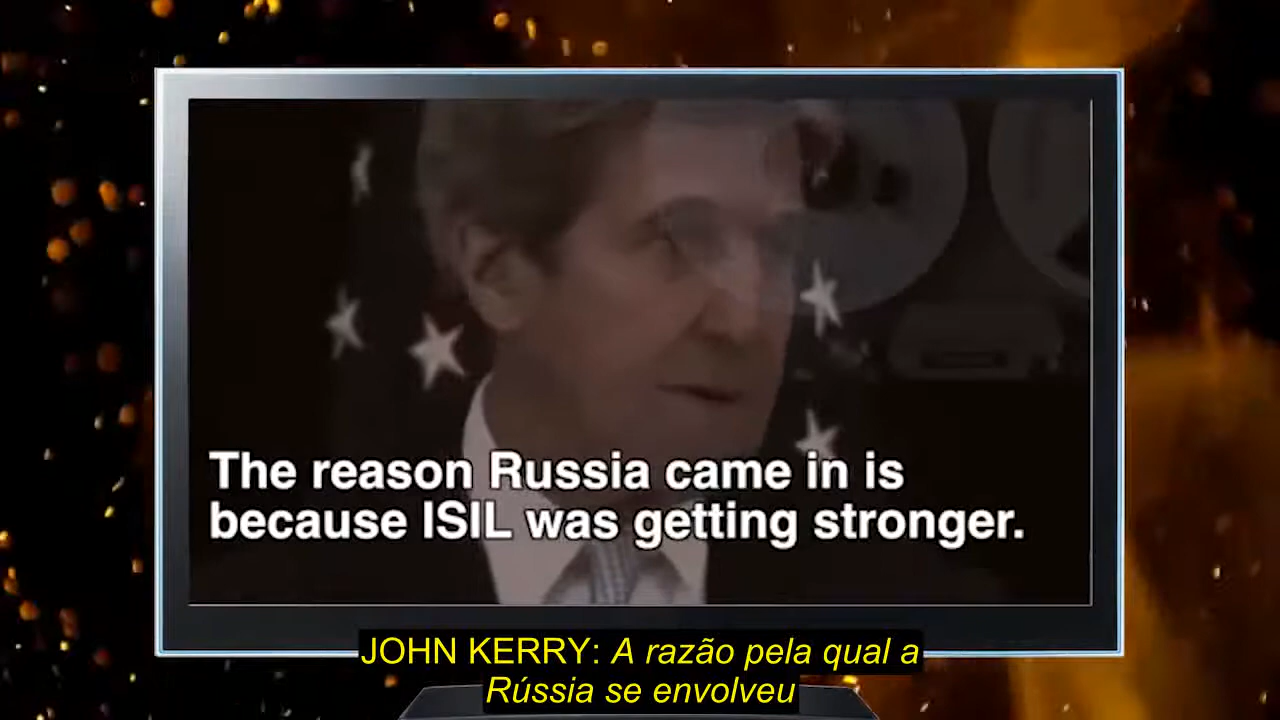 The reason Russia came in is
because ISIL was getting stronger.
JOHN KERRY: A razão pela qual a
Rússia se envolveu